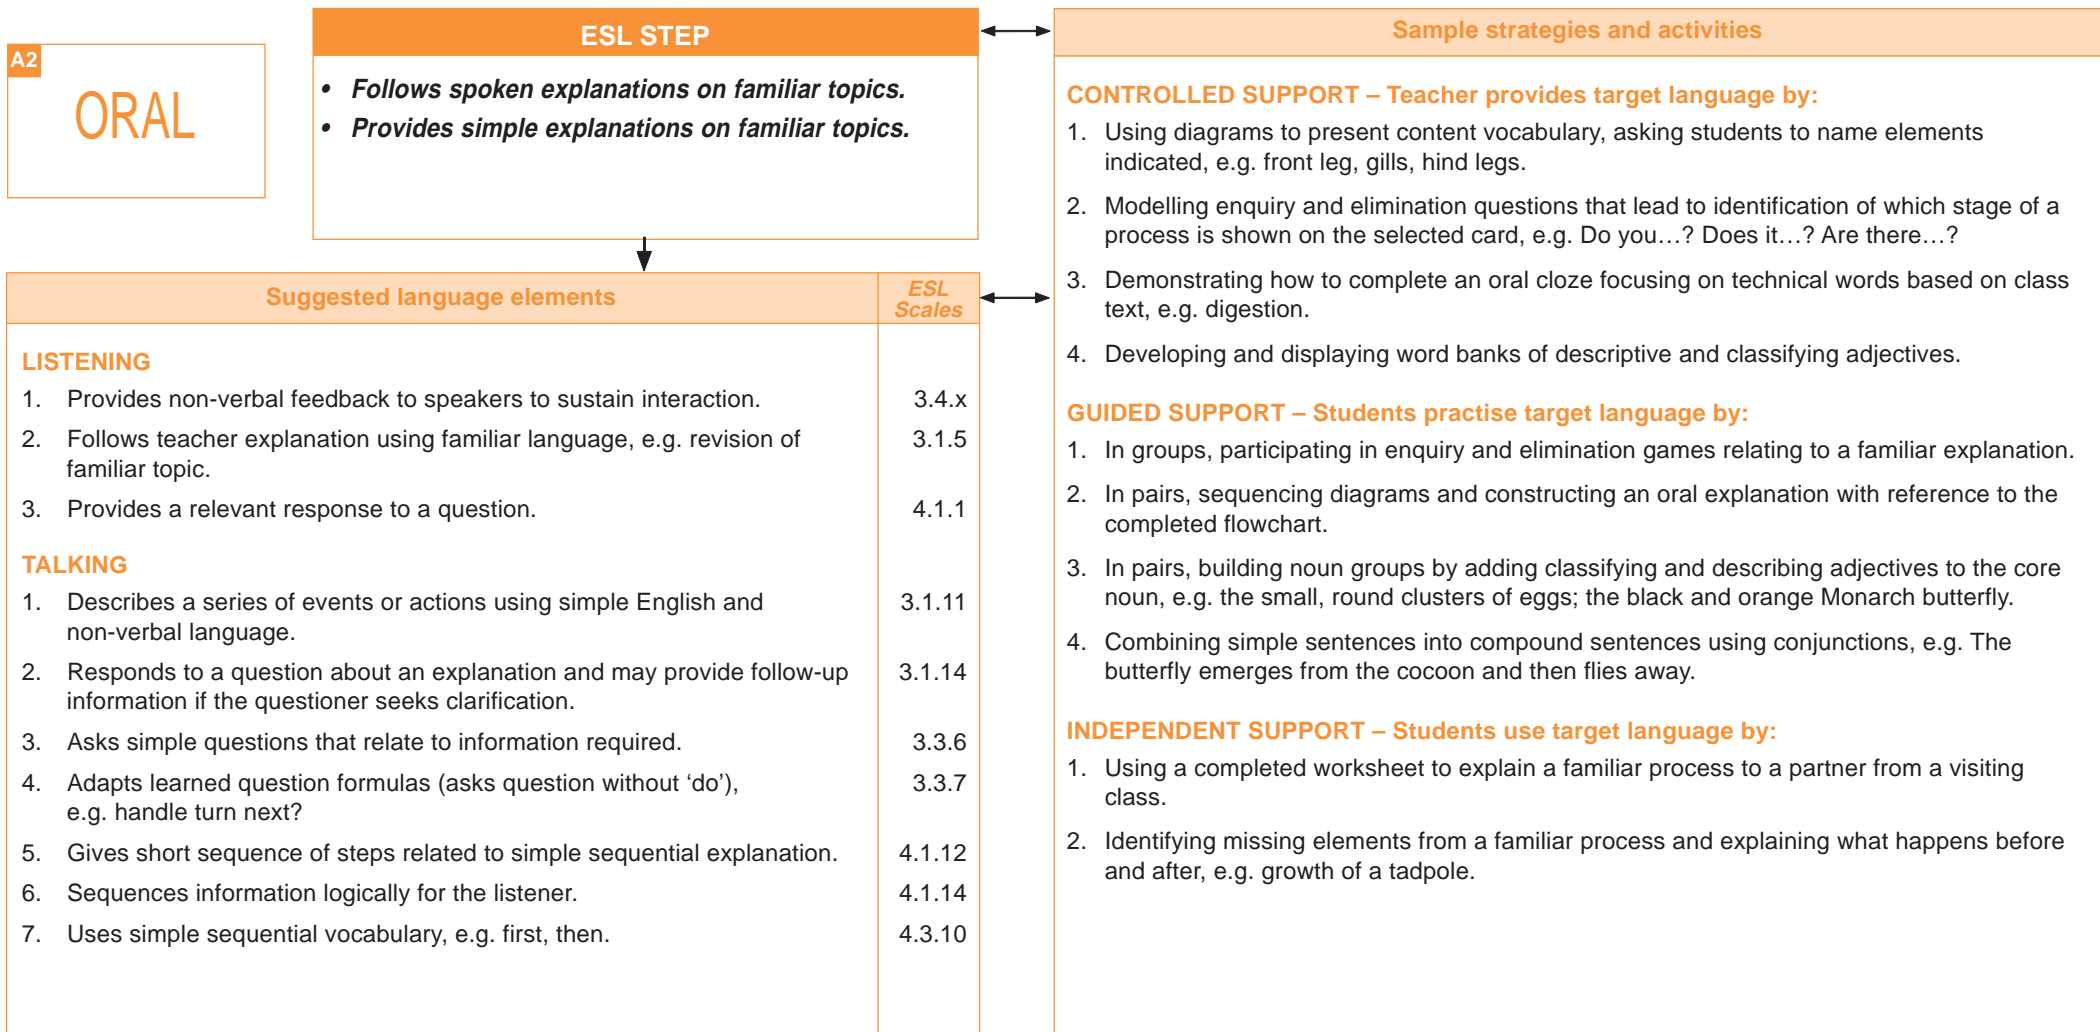 A2
ORAL
ESL STEP
• Follows spoken explanations on familiar topics.
• Provides simple explanations on familiar topics.
Suggested language elements
ESL
Scales
LISTENING
1. Provides non-verbal feedback to speakers to sustain interaction. 3.4.x
2. Follows teacher explanation using familiar language, e.g. revision of 3.1.5
familiar topic.
3. Provides a relevant response to a question. 4.1.1
TALKING
1. Describes a series of events or actions using simple English and 3.1.11
non-verbal language.
2. Responds to a question about an explanation and may provide follow-up 3.1.14
information if the questioner seeks clarification.
3. Asks simple questions that relate to information required. 3.3.6
4. Adapts learned question formulas (asks question without ‘do’), 3.3.7
e.g. handle turn next?
5. Gives short sequence of steps related to simple sequential explanation. 4.1.12
6. Sequences information logically for the listener. 4.1.14
7. Uses simple sequential vocabulary, e.g. first, then. 4.3.10
Sample strategies and activities
CONTROLLED SUPPORT – Teacher provides target language by:
1. Using diagrams to present content vocabulary, asking students to name elements
indicated, e.g. front leg, gills, hind legs.
2. Modelling enquiry and elimination questions that lead to identification of which stage of a
process is shown on the selected card, e.g. Do you…? Does it…? Are there…?
3. Demonstrating how to complete an oral cloze focusing on technical words based on class
text, e.g. digestion.
4. Developing and displaying word banks of descriptive and classifying adjectives.
GUIDED SUPPORT – Students practise target language by:
1. In groups, participating in enquiry and elimination games relating to a familiar explanation.
2. In pairs, sequencing diagrams and constructing an oral explanation with reference to the
completed flowchart.
3. In pairs, building noun groups by adding classifying and describing adjectives to the core
noun, e.g. the small, round clusters of eggs; the black and orange Monarch butterfly.
4. Combining simple sentences into compound sentences using conjunctions, e.g. The
butterfly emerges from the cocoon and then flies away.
INDEPENDENT SUPPORT – Students use target language by:
1. Using a completed worksheet to explain a familiar process to a partner from a visiting
class.
2. Identifying missing elements from a familiar process and explaining what happens before
and after, e.g. growth of a tadpole.